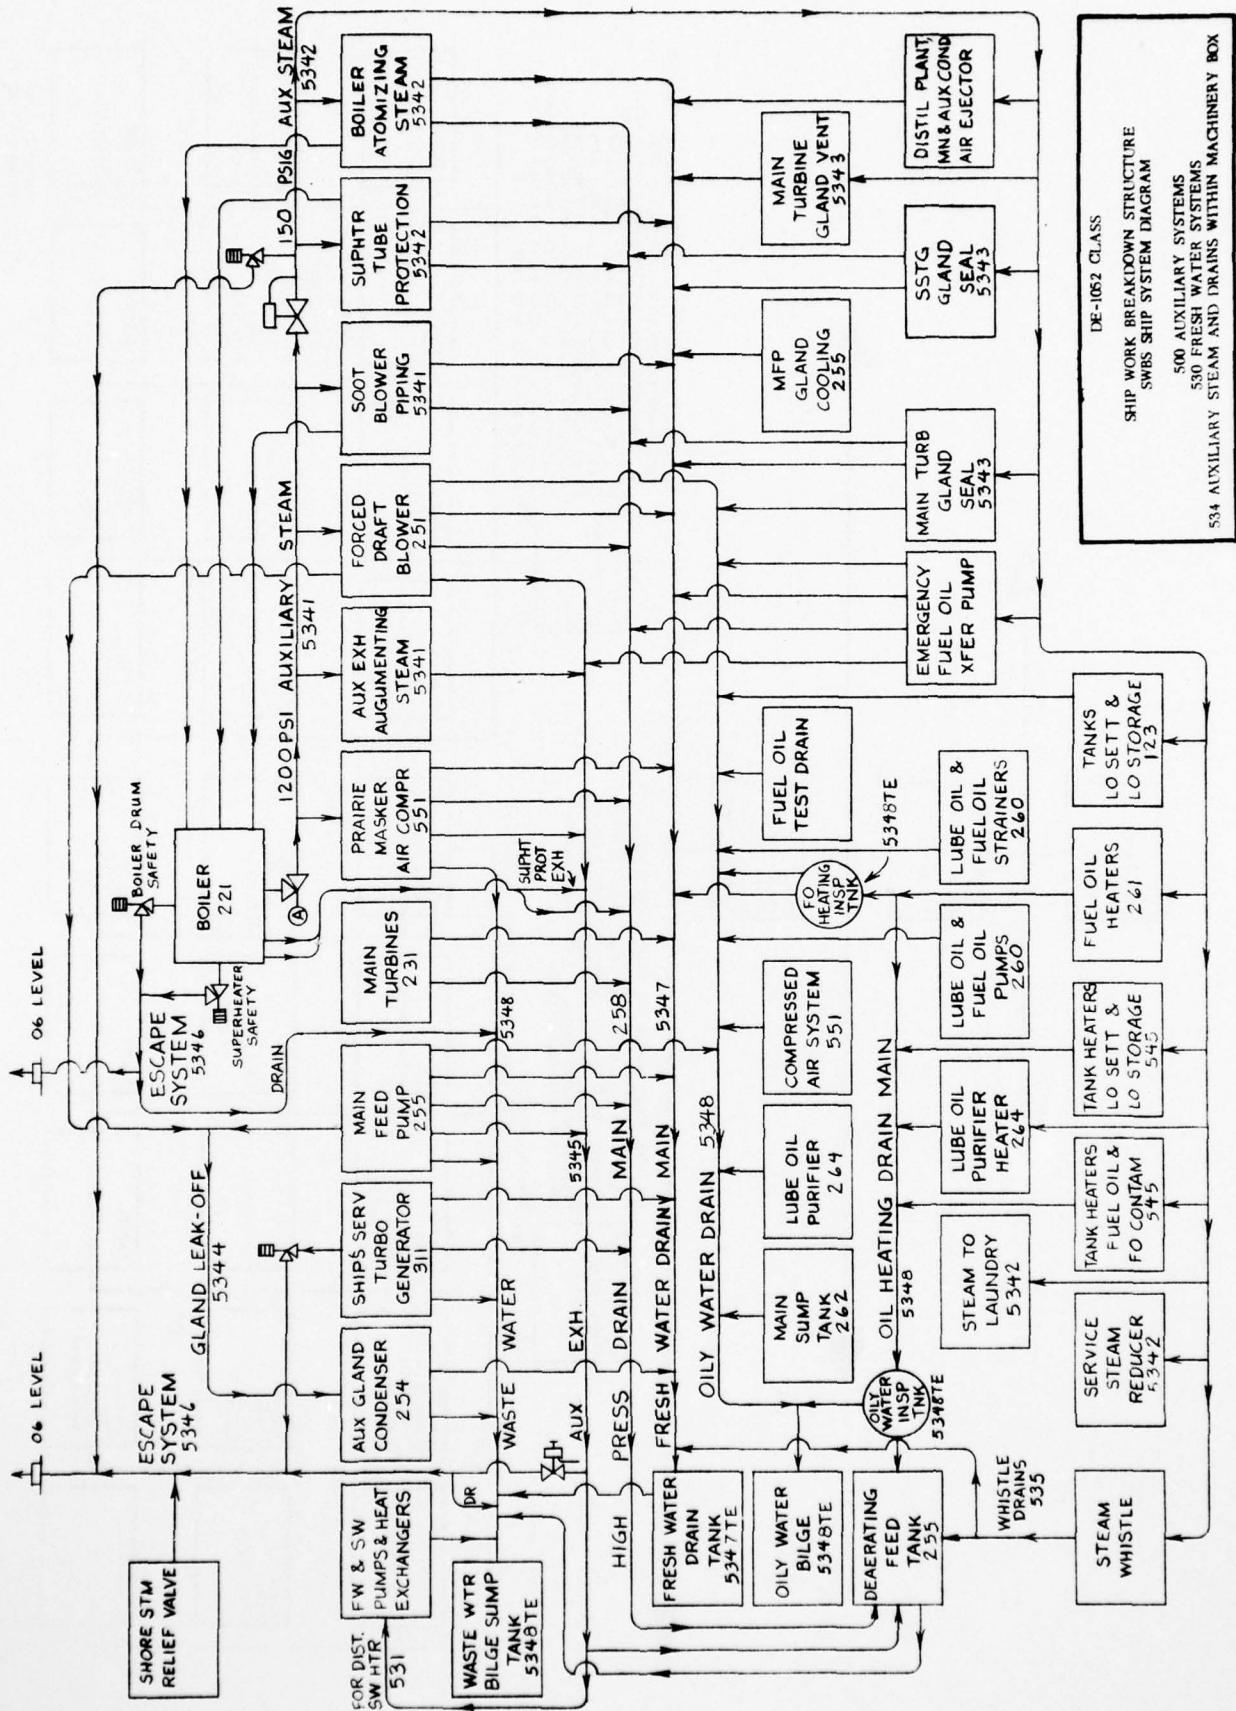 06 LEVEL
06 LEVEL
SHORE STM
RELIEF VALVE
ESCAPE
SYSTEM
5346
GLAND LEAK-OFF
5344
ESCAPE
SYSTEM
5346
DRAIN
SUPERHEATER
SAFETY
BOILER DRUM
SAFETY
BOILER
221
A
1200 PSI AUXILIARY STEAM
5341
150 PSIG AUX STEAM
5342
FOR DIST.
SW HTR
531
FW & SW
PUMPS & HEAT
EXCHANGERS
AUX GLAND
CONDENSER
254
SHIP'S SERV
TURBO
GENERATOR
311
MAIN
FEED
PUMP
255
MAIN
TURBINES
231
PRAIRIE
MASKER
AIR COMPR
551
AUX EXH
AUGUMENTING
STEAM
5341
FORCED
DRAFT
BLOWER
251
SOOT
BLOWER
PIPING
5341
SUPHTR
TUBE
PROTECTION
5342
BOILER
ATOMIZING
STEAM
5342
SUPHT
PROT
EXH
DR
WASTE WATER
5348
AUX EXH
5345
HIGH PRESS DRAIN MAIN
258
FRESH WATER DRAIN MAIN
5347
OILY WATER DRAIN 5348
WASTE WTR
BILGE SUMP
TANK
5348TE
FRESH WATER
DRAIN
TANK
5347TE
OILY WATER
BILGE
5348TE
DEAERATING
FEED
TANK
255
MAIN
SUMP
TANK
262
LUBE OIL
PURIFIER
264
COMPRESSED
AIR SYSTEM
551
FO
HEATING
INSP
TNK
5348TE
FUEL OIL
TEST DRAIN
MFP
GLAND
COOLING
255
MAIN
TURBINE
GLAND VENT
5343
OILY
WATER
INSP
TNK
5348TE
OIL HEATING DRAIN MAIN
5348
STEAM TO
LAUNDRY
5342
LUBE OIL
PURIFIER
HEATER
264
LUBE OIL &
FUEL OIL
PUMPS
260
LUBE OIL &
FUEL OIL
STRAINERS
260
EMERGENCY
FUEL OIL
XFER PUMP
MAIN TURB
GLAND
SEAL
5343
SSTG
GLAND
SEAL
5343
DISTIL PLANT,
MN & AUX COND
AIR EJECTOR
WHISTLE
DRAINS
535
STEAM
WHISTLE
SERVICE
STEAM
REDUCER
5342
TANK HEATERS
FUEL OIL &
FO CONTAM
545
TANK HEATERS
LO SETT &
LO STORAGE
545
FUEL OIL
HEATERS
261
TANKS
LO SETT &
LO STORAGE
123
DE-1052 CLASS
SHIP WORK BREAKDOWN STRUCTURE
SWBS SHIP SYSTEM DIAGRAM
500 AUXILIARY SYSTEMS
530 FRESH WATER SYSTEMS
534 AUXILIARY STEAM AND DRAINS WITHIN MACHINERY BOX